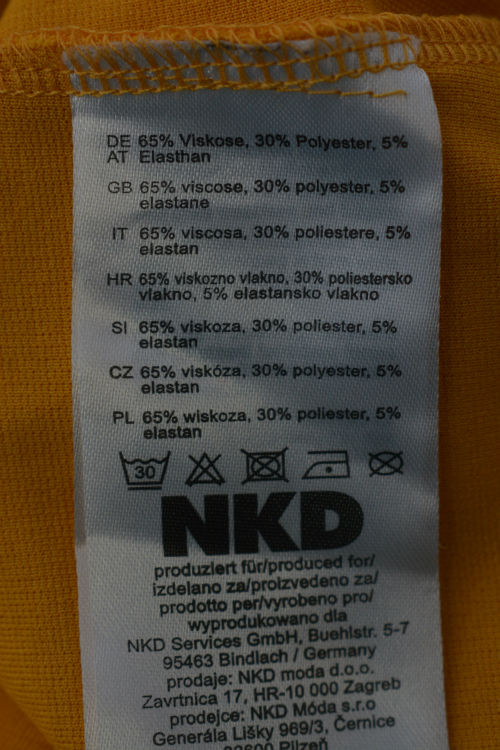 DE 65% Viskose, 30% Polyester, 5%
AT Elasthan
GB 65% viscose, 30% polyester, 5%
elastane
IT 65% viscosa, 30% poliestere, 5%
elastan
HR 65% viskozno vlakno, 30% poliestersko
vlakno, 5% elastansko vlakno
SI 65% viskoza, 30% poliester, 5%
elastan
CZ 65% viskóza, 30% polyester, 5%
elastan
PL 65% wiskoza, 30% poliester, 5%
elastan
30
NKD
produziert für/produced for/
izdelano za/proizvedeno za/
prodotto per/vyrobeno pro/
wyprodukowano dla
NKD Services GmbH, Buehlstr. 5-7
95463 Bindlach / Germany
prodaje: NKD moda d.o.o.
Zavrtnica 17, HR-10 000 Zagreb
prodejce: NKD Móda s.r.o
Generála Lišky 969/3, Černice
32600 Plzeň